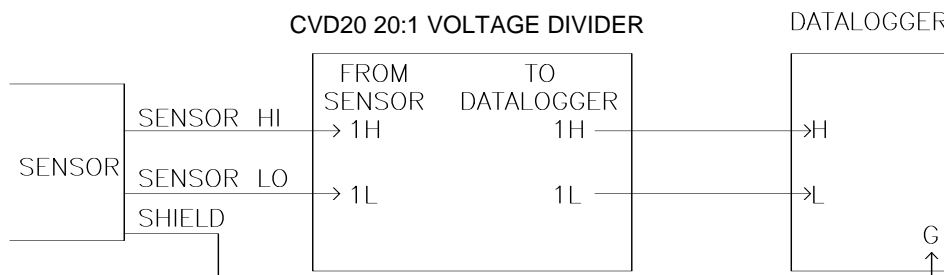 CVD20 20:1 VOLTAGE DIVIDER
DATALOGGER
FROM SENSOR
TO DATALOGGER
SENSOR
SENSOR HI
1H
1H
H
SENSOR LO
1L
1L
L
SHIELD
G